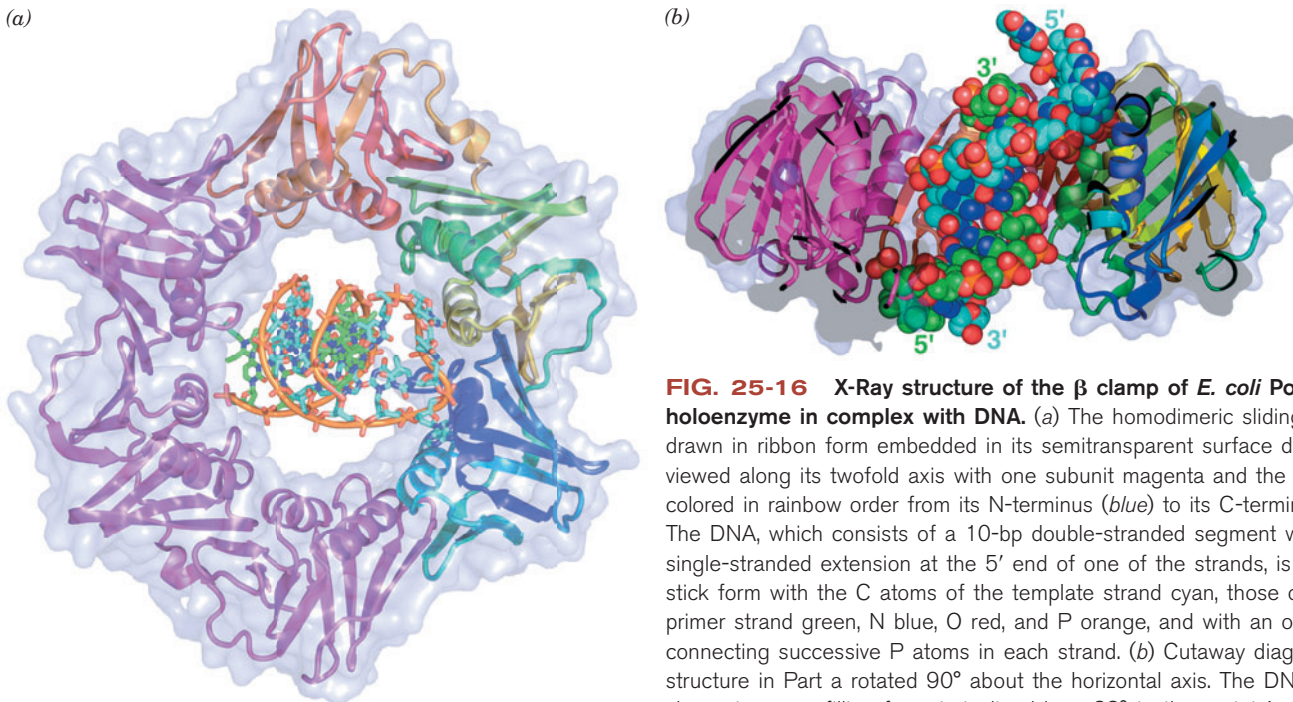 (a)
(b)
5'
3'
5'
3'
FIG. 25-16 X-Ray structure of the β clamp of E. coli Po
holoenzyme in complex with DNA. (a) The homodimeric sliding
drawn in ribbon form embedded in its semitransparent surface d
viewed along its twofold axis with one subunit magenta and the
colored in rainbow order from its N-terminus (blue) to its C-termin
The DNA, which consists of a 10-bp double-stranded segment w
single-stranded extension at the 5′ end of one of the strands, is
stick form with the C atoms of the template strand cyan, those o
primer strand green, N blue, O red, and P orange, and with an o
connecting successive P atoms in each strand. (b) Cutaway diag
structure in Part a rotated 90° about the horizontal axis. The DN